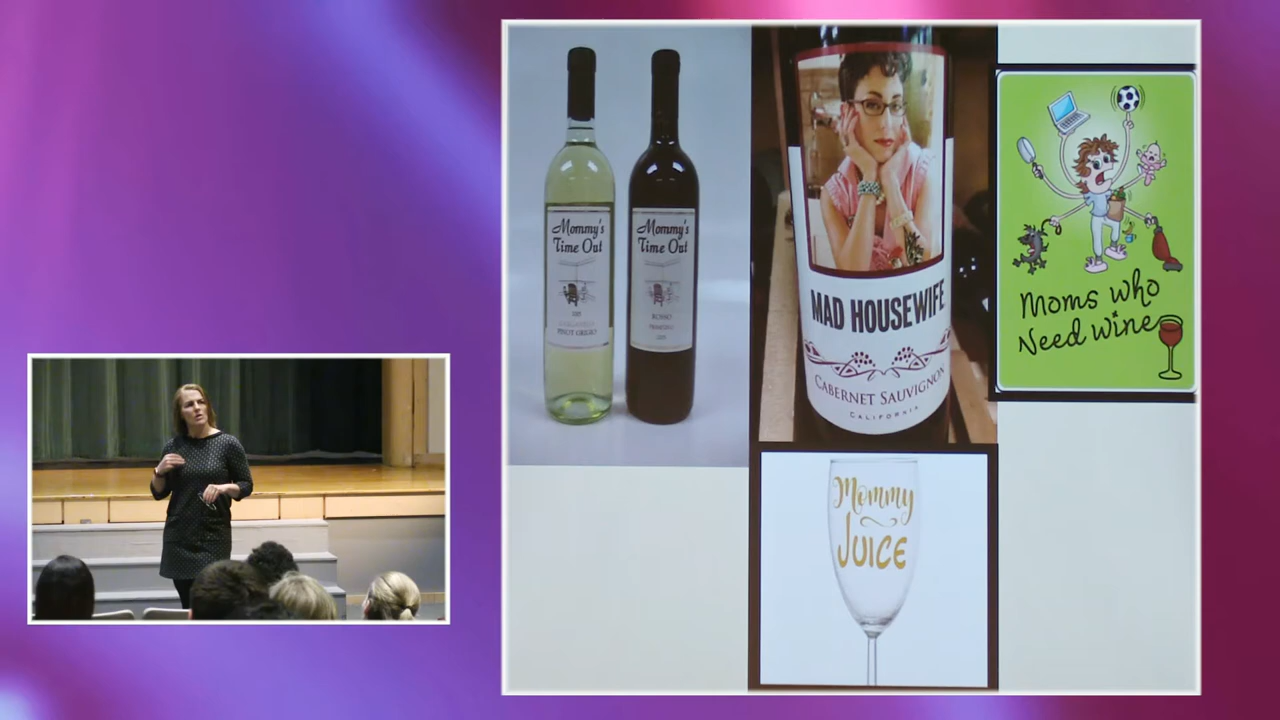 Mommy's
Time Out
PINOT GRIGIO
Mommy's
Time Out
ROSSO
MAD HOUSEWIFE
CABERNET SAUVIGNON
CALIFORNIA
Moms who
Need wine
Mommy
JUICE